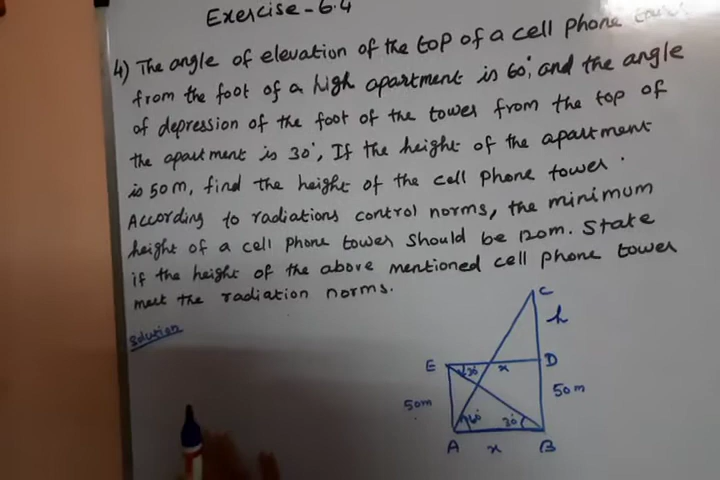 Exercise - 6.4
4) The angle of elevation of the top of a cell phone
from the foot of a high apartment is 60°, and the angle
of depression of the foot of the tower from the top of
the apartment is 30°, If the height of the apartment
is 50m, find the height of the cell phone tower.
According to radiations control norms, the minimum
height of a cell phone tower should be 120m. State
if the height of the above mentioned cell phone tower
meet the radiation norms.
Solution
C
h
E 30° x D
50m 50m
60° 30°
A x B